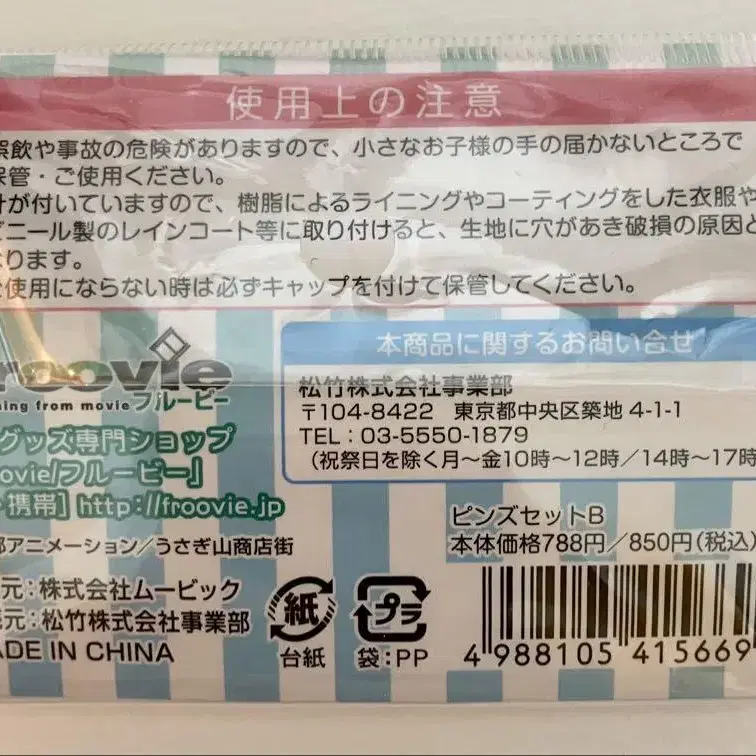 使用上の注意
誤飲や事故の危険がありますので、小さなお子様の手の届かないところで
保管・ご使用ください。
針が付いていますので、樹脂によるライニングやコーティングをした衣服や
ビニール製のレインコート等に取り付けると、生地に穴があき破損の原因と
なります。
ご使用にならない時は必ずキャップを付けて保管してください。
froovie
ing from movie フルービー
グッズ専門ショップ
ovie/フルービー」
携帯] http://froovie.jp
アニメーション/うさぎ山商店街
元:株式会社ムービック
元:松竹株式会社事業部
MADE IN CHINA
本商品に関するお問い合せ
松竹株式会社事業部
〒104-8422 東京都中央区築地 4-1-1
TEL:03-5550-1879
(祝祭日を除く月〜金10時〜12時/14時〜17時
ピンズセットB
本体価格788円/850円(税込)
紙
台紙
プラ
袋:PP
4 988105 415669